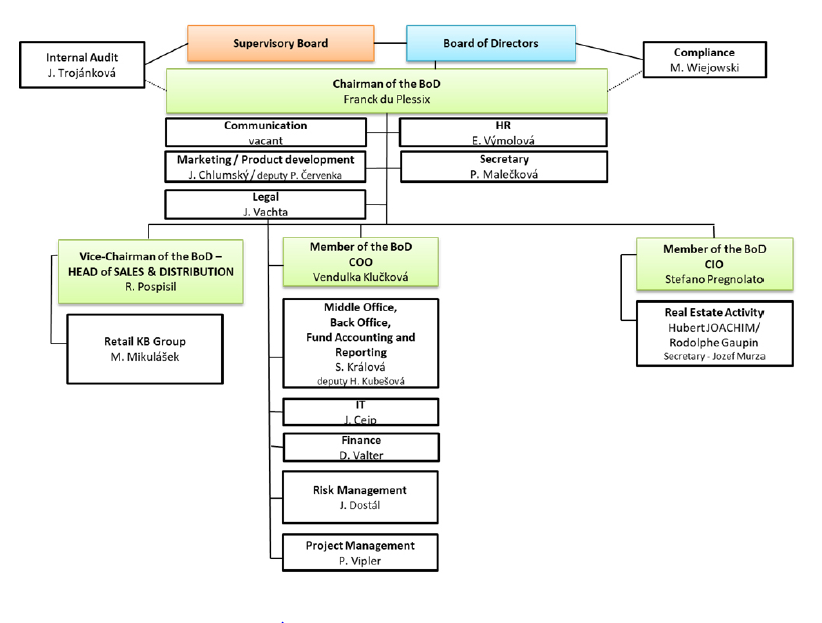 Internal Audit
J. Trojánková
Supervisory Board
Board of Directors
Compliance
M. Wiejowski
Chairman of the BoD
Franck du Plessix
Communication
vacant
HR
E. Výmolová
Marketing / Product development
J. Chlumský / deputy P. Červenka
Secretary
P. Malečková
Legal
J. Vachta
Vice-Chairman of the BoD –
HEAD of SALES & DISTRIBUTION
R. Pospisil
Member of the BoD
COO
Vendulka Klučková
Member of the BoD
CIO
Stefano Pregnolato
Retail KB Group
M. Mikulášek
Middle Office,
Back Office,
Fund Accounting and
Reporting
S. Králová
deputy H. Kubešová
Real Estate Activity
Hubert JOACHIM/
Rodolphe Gaupin
Secretary - Jozef Murza
IT
J. Ceip
Finance
D. Valter
Risk Management
J. Dostál
Project Management
P. Vipler